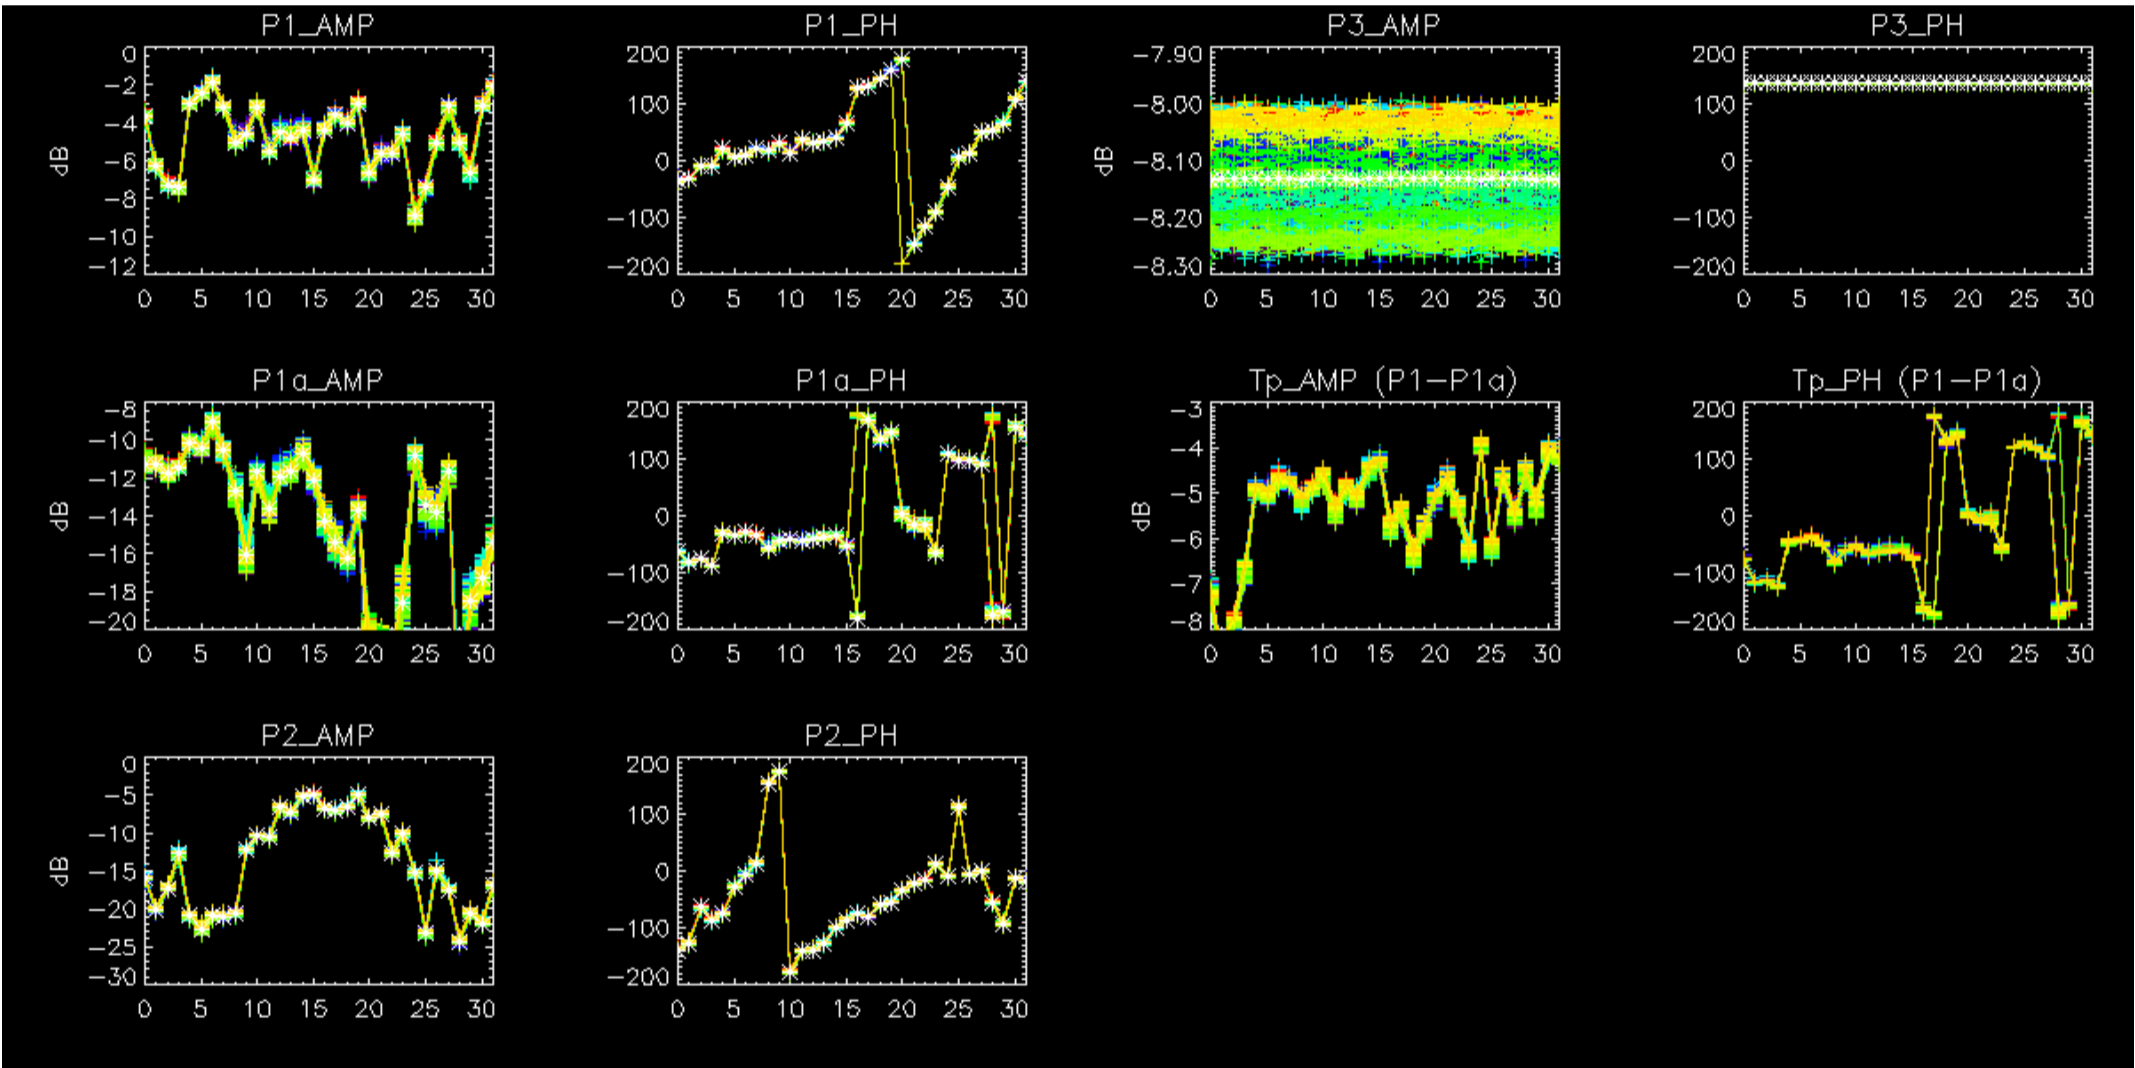 P1_AMP
0
−2
−4
−6
−8
−10
−12
dB
0 5 10 15 20 25 30
P1_PH
200
100
0
−100
−200
0 5 10 15 20 25 30
P3_AMP
−7.90
−8.00
−8.10
−8.20
−8.30
dB
0 5 10 15 20 25 30
P3_PH
200
100
0
−100
−200
0 5 10 15 20 25 30
P1a_AMP
−8
−10
−12
−14
−16
−18
−20
dB
0 5 10 15 20 25 30
P1a_PH
200
100
0
−100
−200
0 5 10 15 20 25 30
Tp_AMP (P1−P1a)
−3
−4
−5
−6
−7
−8
dB
0 5 10 15 20 25 30
Tp_PH (P1−P1a)
200
100
0
−100
−200
0 5 10 15 20 25 30
P2_AMP
0
−5
−10
−15
−20
−25
−30
dB
0 5 10 15 20 25 30
P2_PH
200
100
0
−100
−200
0 5 10 15 20 25 30